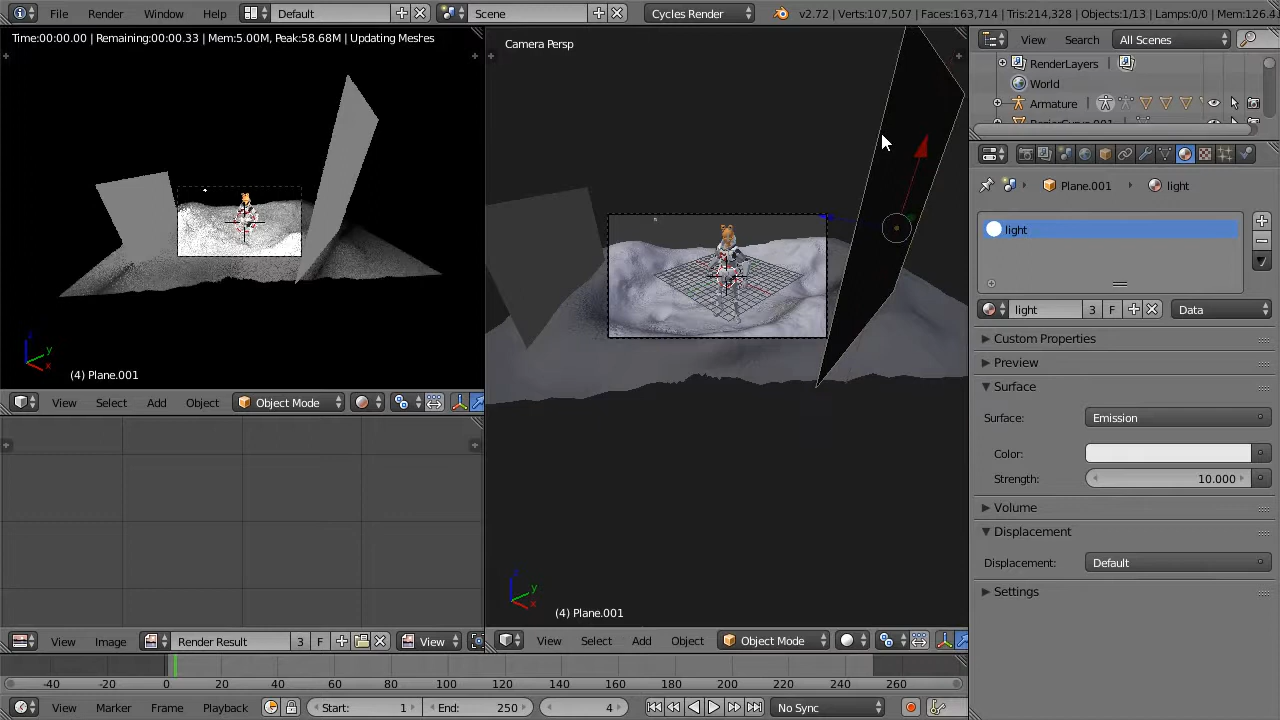 File Render Window Help Default Scene Cycles Render v2.72 | Verts:107,507 | Faces:163,714 | Tris:214,328 | Objects:1/13 | Lamps:0/0 | Mem:126.4
Time:00:00.00 | Remaining:00:00.33 | Mem:5.00M, Peak:58.68M | Updating Meshes
Camera Persp
View Search All Scenes
RenderLayers
World
Armature
Plane.001 light
light
light 3 F Data
Custom Properties
Preview
Surface
Surface: Emission
Color:
Strength: 10.000
Volume
Displacement
Displacement: Default
Settings
(4) Plane.001
View Select Add Object Object Mode
(4) Plane.001
View Image Render Result 3 F View
View Select Add Object Object Mode
-40 -20 0 20 40 60 80 100 120 140 160 180 200 220 240 260
View Marker Frame Playback Start: 1 End: 250 4 No Sync